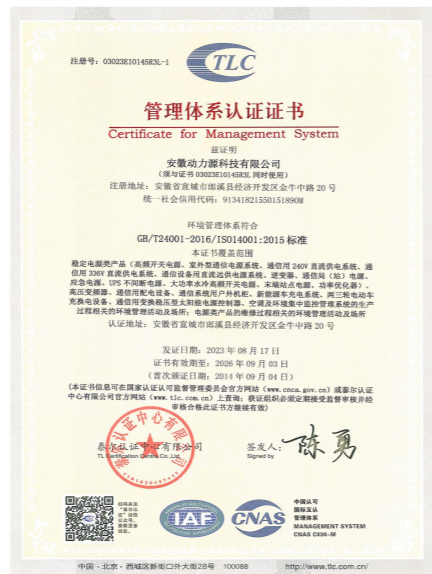 注册号：03023E10145R3L-1
TLC
管理体系认证证书
Certificate for Management System
兹证明
安徽动力源科技有限公司
（须与证书 03023E10145R3L 同时使用）
注册地址：安徽省宣城市郎溪县经济开发区金牛中路 20 号
统一社会信用代码：91341821550151890M
环境管理体系符合
GB/T24001-2016/ISO14001:2015 标准
本证书覆盖范围
稳定电源类产品（高频开关电源、室外型通信电源系统、通信用 240V 直流供电系统、通
信用 336V 直流供电系统、通信设备用直流远供电源系统、逆变器、通信局（站）电源、
应急电源、UPS 不间断电源、大功率水冷高频开关电源、末端站点电源、功率优化器）、
高压变频器、通信用配电设备、通信系统用户外机柜、新能源车充电系统、两三轮电动车
充换电设备、通信用变换稳压型太阳能电源控制器、空调及环境集中监控管理系统的生产
过程相关的环境管理活动及场所；电源类产品的维修过程相关的环境管理活动及场所
认证地址：安徽省宣城市郎溪县经济开发区金牛中路 20 号
发证日期：2023 年 08 月 17 日
证书有效期至：2026 年 09 月 03 日
（首次颁证日期：2014 年 09 月 04 日）
（本证书信息可在国家认证认可监督管理委员会官方网站（www.cnca.gov.cn）或泰尔认证
中心有限公司官方网站（www.tlc.com.cn）上查询；获证组织必须定期接受监督审核并经
审核合格此证书方继续有效）
泰尔认证中心有限公司
TL Certification Centre Co.,Ltd
签发人：
Signed by
陈勇
IAF
CNAS
中国认可
国际互认
管理体系
MANAGEMENT SYSTEM
CNAS C030-M
中国·北京·西城区新街口外大街28号 100088
http://www.tlc.com.cn/